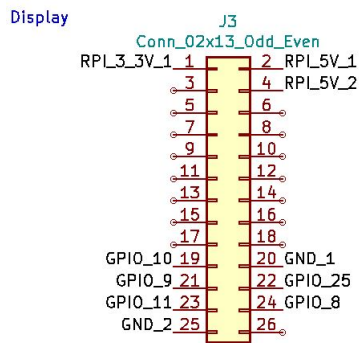 Display
J3
Conn_02x13_Odd_Even
RPI_3_3V_1 1 2 RPI_5V_1
3 4 RPI_5V_2
5 6
7 8
9 10
11 12
13 14
15 16
17 18
GPIO_10 19 20 GND_1
GPIO_9 21 22 GPIO_25
GPIO_11 23 24 GPIO_8
GND_2 25 26